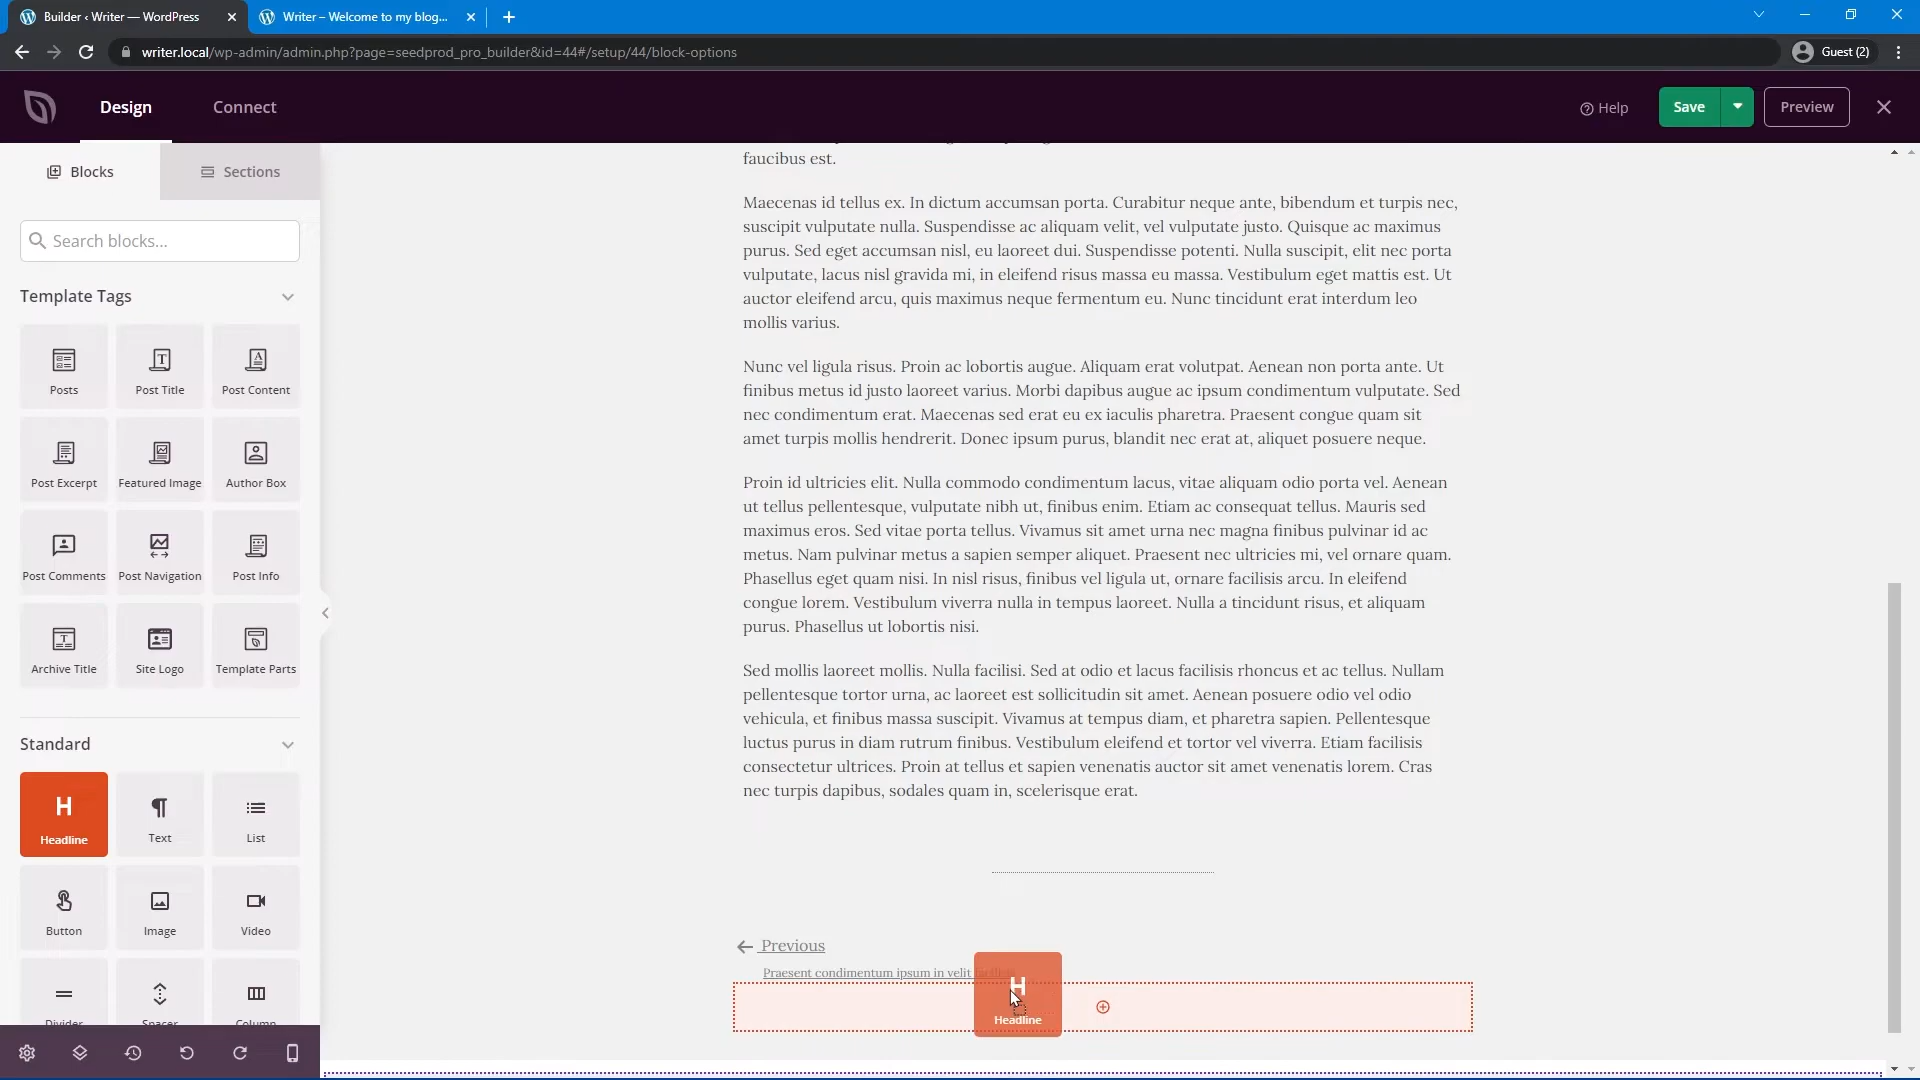 Builder ‹ Writer — WordPress
Writer – Welcome to my blog...
writer.local/wp-admin/admin.php?page=seedprod_pro_builder&id=44#/setup/44/block-options
Guest (2)
Design
Connect
Help
Save
Preview
Blocks
Sections
Search blocks...
Template Tags
Posts
Post Title
Post Content
Post Excerpt
Featured Image
Author Box
Post Comments
Post Navigation
Post Info
Archive Title
Site Logo
Template Parts
Standard
H
Headline
Text
List
Button
Image
Video
Divider
Spacer
Column
faucibus est.
Maecenas id tellus ex. In dictum accumsan porta. Curabitur neque ante, bibendum et turpis nec,
suscipit vulputate nulla. Suspendisse ac aliquam velit, vel vulputate justo. Quisque ac maximus
purus. Sed eget accumsan nisl, eu laoreet dui. Suspendisse potenti. Nulla suscipit, elit nec porta
vulputate, lacus nisl gravida mi, in eleifend risus massa eu massa. Vestibulum eget mattis est. Ut
auctor eleifend arcu, quis maximus neque fermentum eu. Nunc tincidunt erat interdum leo
mollis varius.
Nunc vel ligula risus. Proin ac lobortis augue. Aliquam erat volutpat. Aenean non porta ante. Ut
finibus metus id justo laoreet varius. Morbi dapibus augue ac ipsum condimentum vulputate. Sed
nec condimentum erat. Maecenas sed erat eu ex iaculis pharetra. Praesent congue quam sit
amet turpis mollis hendrerit. Donec ipsum purus, blandit nec erat at, aliquet posuere neque.
Proin id ultricies elit. Nulla commodo condimentum lacus, vitae aliquam odio porta vel. Aenean
ut tellus pellentesque, vulputate nibh ut, finibus enim. Etiam ac consequat tellus. Mauris sed
maximus eros. Sed vitae porta tellus. Vivamus sit amet urna nec magna finibus pulvinar id ac
metus. Nam pulvinar metus a sapien semper aliquet. Praesent nec ultricies mi, vel ornare quam.
Phasellus eget quam nisi. In nisl risus, finibus vel ligula ut, ornare facilisis arcu. In eleifend
congue lorem. Vestibulum viverra nulla in tempus laoreet. Nulla a tincidunt risus, et aliquam
purus. Phasellus ut lobortis nisi.
Sed mollis laoreet mollis. Nulla facilisi. Sed at odio et lacus facilisis rhoncus et ac tellus. Nullam
pellentesque tortor urna, ac laoreet est sollicitudin sit amet. Aenean posuere odio vel odio
vehicula, et finibus massa suscipit. Vivamus at tempus diam, et pharetra sapien. Pellentesque
luctus purus in diam rutrum finibus. Vestibulum eleifend et tortor vel viverra. Etiam facilisis
consectetur ultrices. Proin at tellus et sapien venenatis auctor sit amet venenatis lorem. Cras
nec turpis dapibus, sodales quam in, scelerisque erat.
Previous
Praesent condimentum ipsum in velit
H
Headline